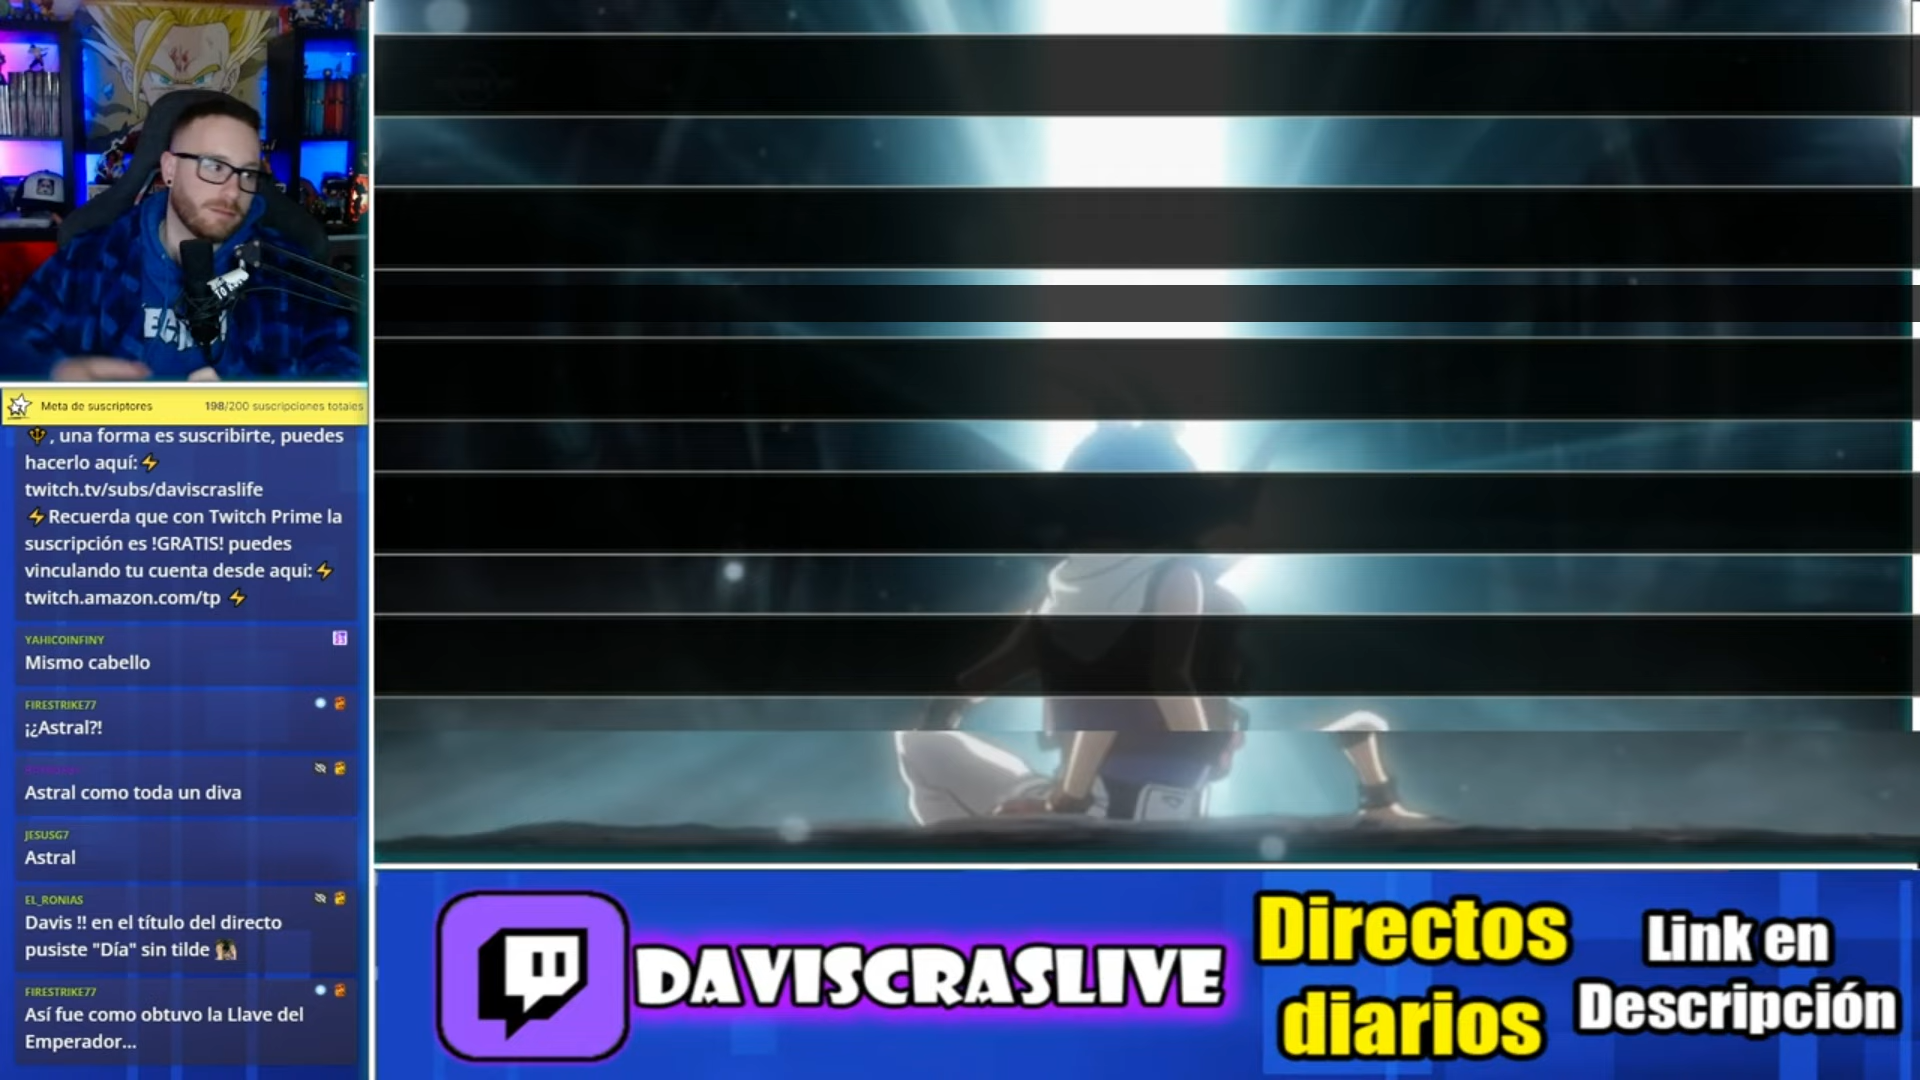 Meta de suscriptores
198/200 suscripciones totales
, una forma es suscribirte, puedes
hacerlo aquí:
twitch.tv/subs/daviscraslife
Recuerda que con Twitch Prime la
suscripción es !GRATIS! puedes
vinculando tu cuenta desde aqui:
twitch.amazon.com/tp
YAHICOINFINY
Mismo cabello
FIRESTRIKE77
¡¿Astral?!
Astral como toda un diva
JESUSG7
Astral
EL_RONIAS
Davis !! en el título del directo
pusiste "Día" sin tilde
FIRESTRIKE77
Así fue como obtuvo la Llave del
Emperador...
DAVISCRASLIVE
Directos
diarios
Link en
Descripción